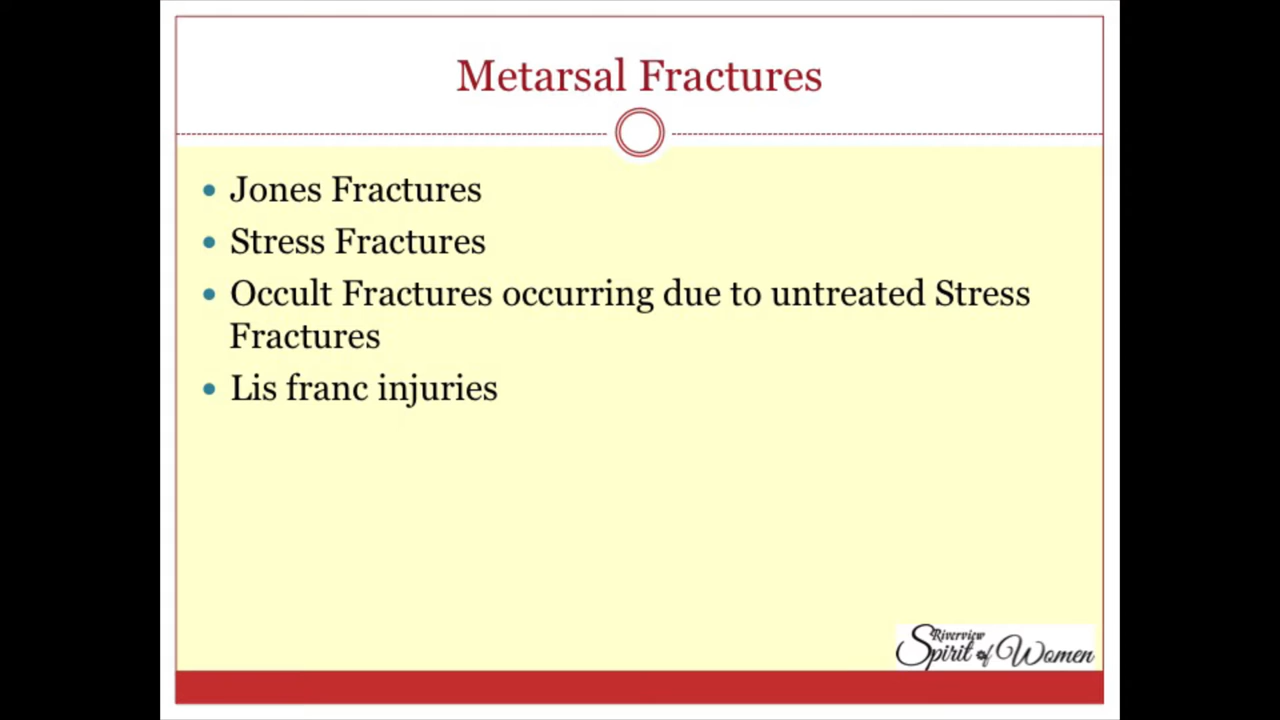 Metarsal Fractures
Jones Fractures
Stress Fractures
Occult Fractures occurring due to untreated Stress
Fractures
Lis franc injuries
Riverview
Spirit of Women